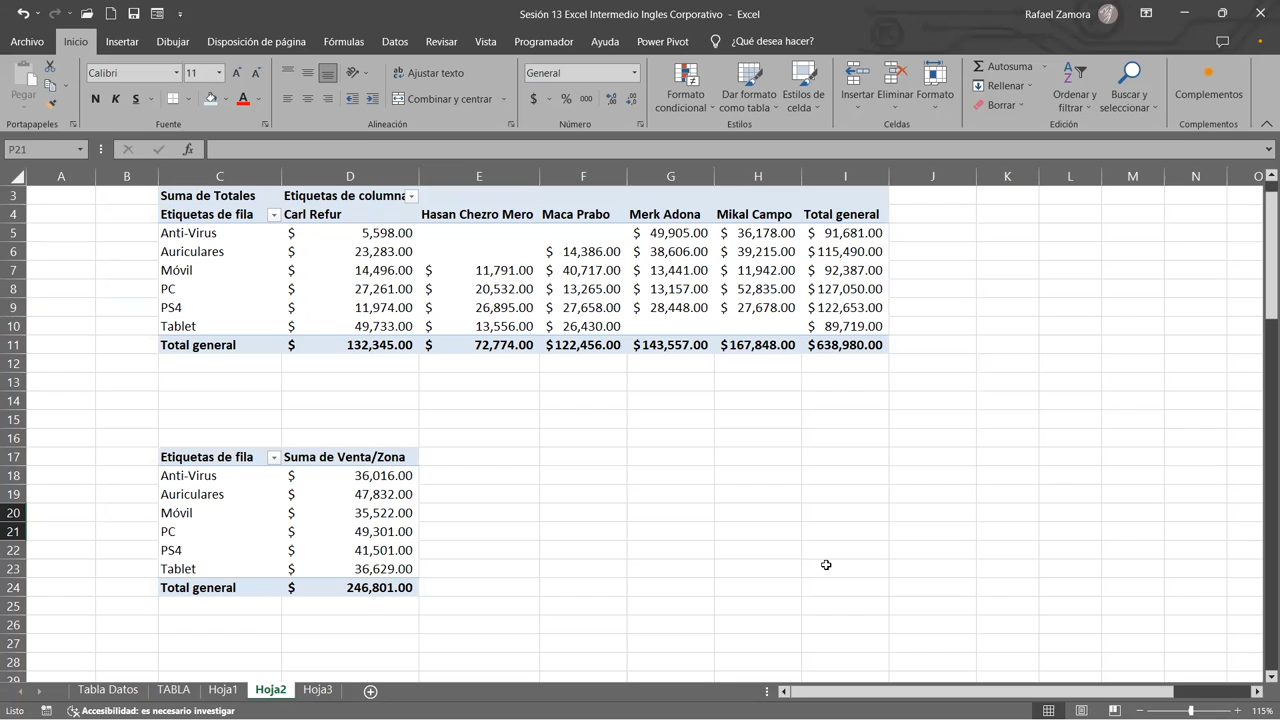 Sesión 13 Excel Intermedio Ingles Corporativo - Excel
Rafael Zamora
Archivo Inicio Insertar Dibujar Disposición de página Fórmulas Datos Revisar Vista Programador Ayuda Power Pivot ¿Qué desea hacer?
Pegar
Calibri 11
N K S
Ajustar texto
Combinar y centrar
General
$ % 000
Formato condicional
Dar formato como tabla
Estilos de celda
Insertar Eliminar Formato
Autosuma
Rellenar
Borrar
Ordenar y filtrar
Buscar y seleccionar
Complementos
Portapapeles Fuente Alineación Número Estilos Celdas Edición Complementos
P21 fx
A B C D E F G H I J K L M N O
3 Suma de Totales Etiquetas de columna
4 Etiquetas de fila Carl Refur Hasan Chezro Mero Maca Prabo Merk Adona Mikal Campo Total general
5 Anti-Virus $ 5,598.00 $ 49,905.00 $ 36,178.00 $ 91,681.00
6 Auriculares $ 23,283.00 $ 14,386.00 $ 38,606.00 $ 39,215.00 $115,490.00
7 Móvil $ 14,496.00 $ 11,791.00 $ 40,717.00 $ 13,441.00 $ 11,942.00 $ 92,387.00
8 PC $ 27,261.00 $ 20,532.00 $ 13,265.00 $ 13,157.00 $ 52,835.00 $127,050.00
9 PS4 $ 11,974.00 $ 26,895.00 $ 27,658.00 $ 28,448.00 $ 27,678.00 $122,653.00
10 Tablet $ 49,733.00 $ 13,556.00 $ 26,430.00 $ 89,719.00
11 Total general $ 132,345.00 $ 72,774.00 $122,456.00 $143,557.00 $167,848.00 $638,980.00
12
13
14
15
16
17 Etiquetas de fila Suma de Venta/Zona
18 Anti-Virus $ 36,016.00
19 Auriculares $ 47,832.00
20 Móvil $ 35,522.00
21 PC $ 49,301.00
22 PS4 $ 41,501.00
23 Tablet $ 36,629.00
24 Total general $ 246,801.00
25
26
27
28
29
Tabla Datos TABLA Hoja1 Hoja2 Hoja3
Listo Accesibilidad: es necesario investigar 115%